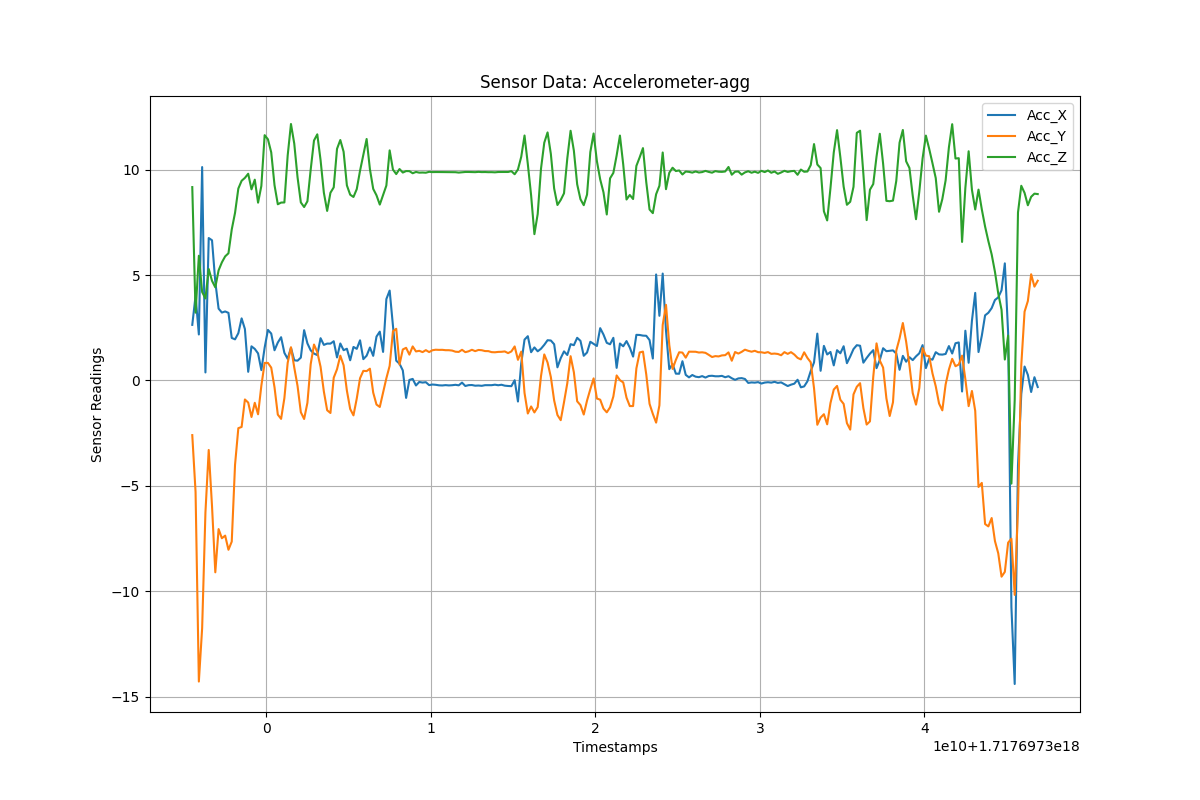 Sensor Data: Accelerometer-agg
Acc_X
Acc_Y
Acc_Z
10
5
0
−5
−10
−15
Sensor Readings
0 1 2 3 4
Timestamps
1e10+1.7176973e18